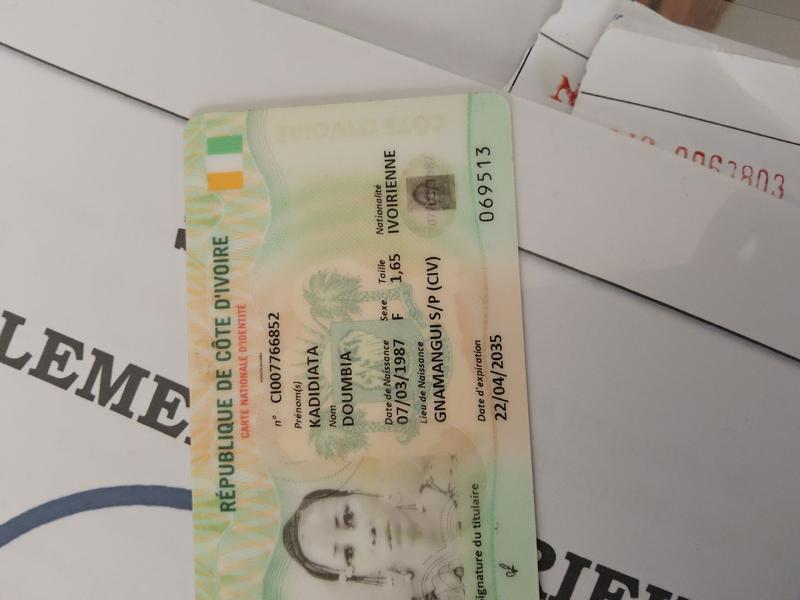 RÉPUBLIQUE DE CÔTE D'IVOIRE
CARTE NATIONALE D'IDENTITÉ
n° CI007766852
Prénom(s)
KADIDIATA
Nom
DOUMBIA
Date de Naissance Sexe Taille Nationalité
07/03/1987 F 1,65 IVOIRIENNE
Lieu de Naissance
GNAMANGUI S/P (CIV)
Date d'expiration
22/04/2035
069513
signature du titulaire
CÔTE D'IVOIRE
LEME